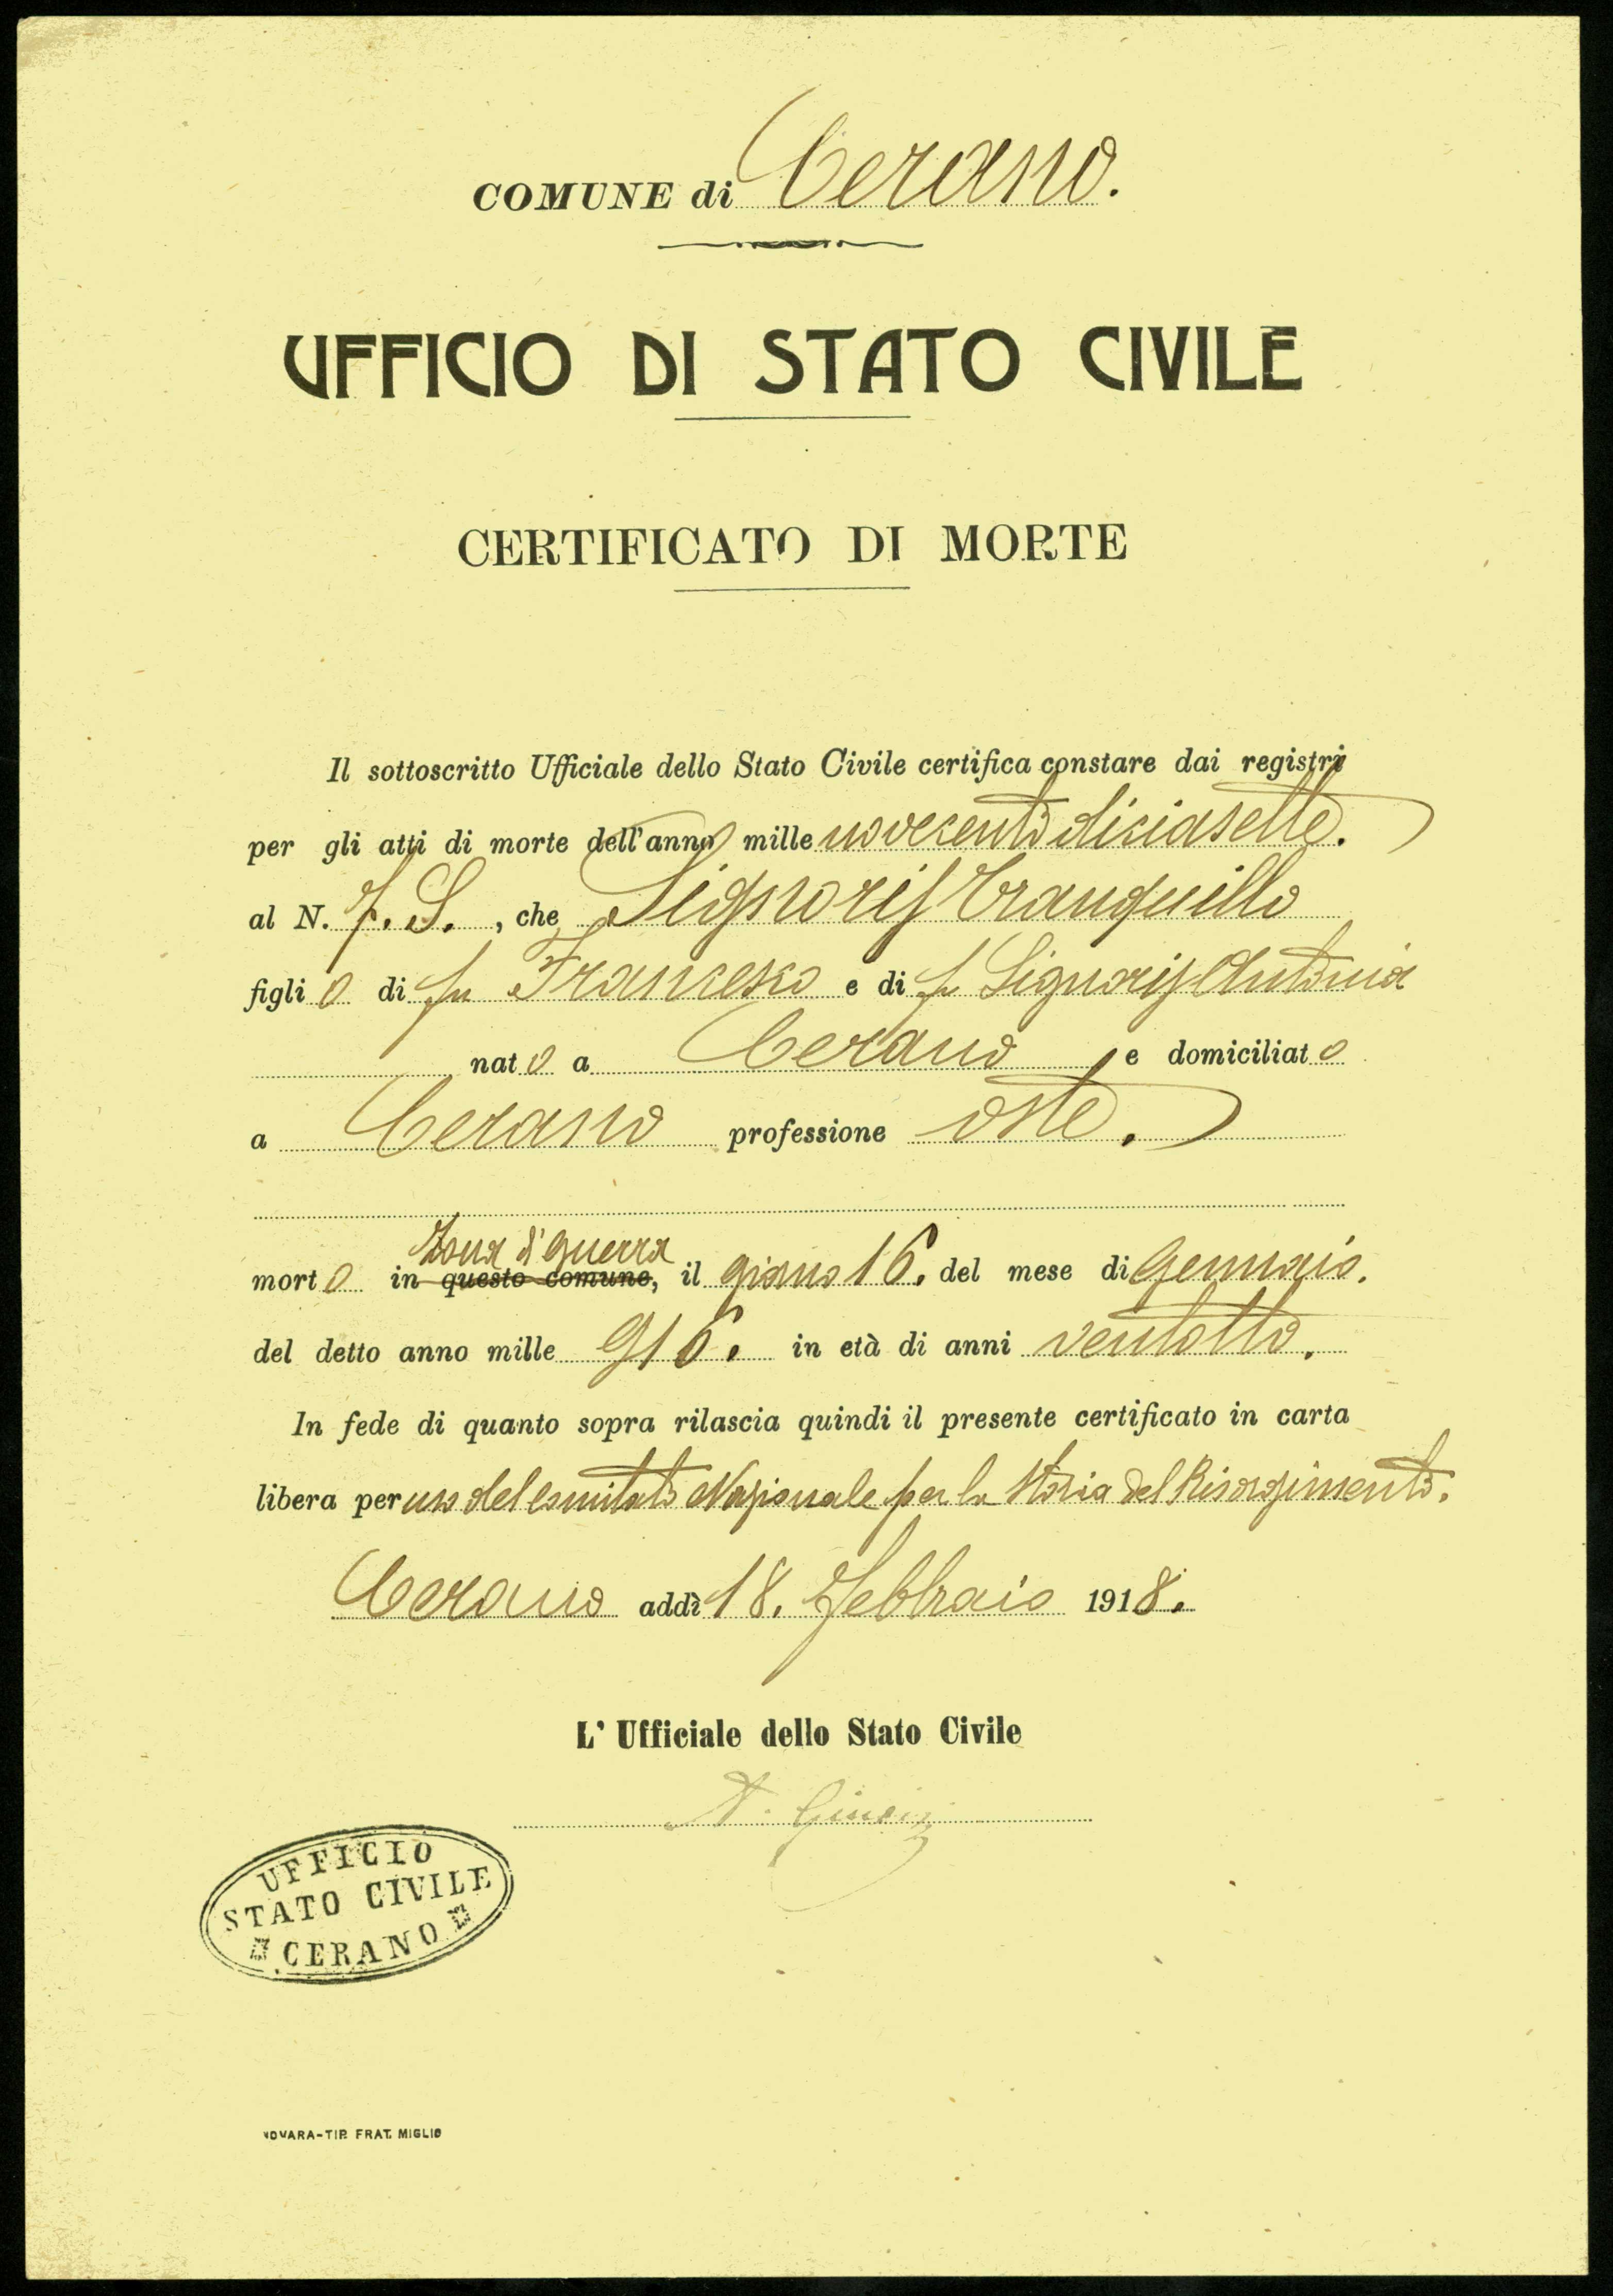 COMUNE di Cerano.
UFFICIO DI STATO CIVILE
CERTIFICATO DI MORTE
Il sottoscritto Ufficiale dello Stato Civile certifica constare dai registri
per gli atti di morte dell'anno mille novecento diciasette.
al N. 7. S., che Signorij Tranquillo
figlio di fu Francesco e di fu Signorij Antonia
nato a Cerano, e domiciliato
a Cerano professione oste.
Zona d'guerra
morto in questo comune, il giorno 16. del mese di Gennaio.
del detto anno mille 916. in età di anni ventotto.
In fede di quanto sopra rilascia quindi il presente certificato in carta
libera per uso del Comitato Nazionale per la Storia del Risorgimento.
Cerano addì 18. Febbraio 1918.
L' Ufficiale dello Stato Civile
UFFICIO
STATO CIVILE
CERANO
NOVARA-TIP. FRAT. MIGLIO